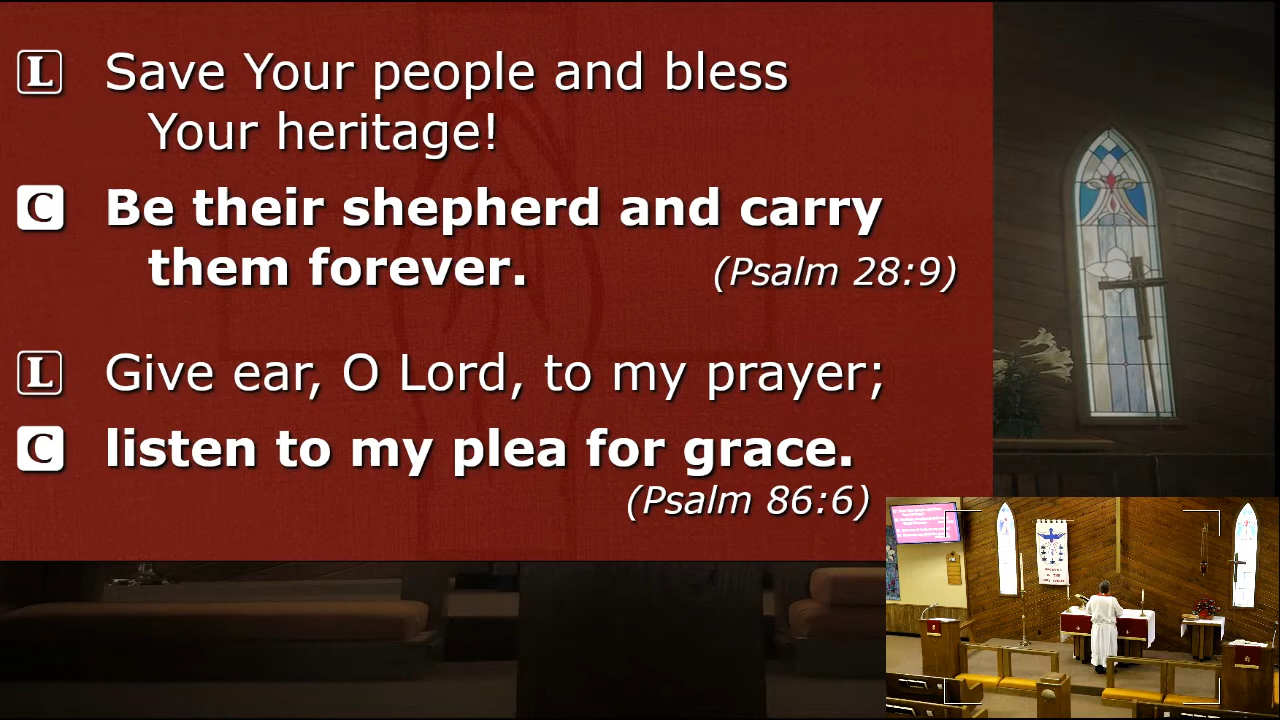 L Save Your people and bless
Your heritage!
C Be their shepherd and carry
them forever. (Psalm 28:9)
L Give ear, O Lord, to my prayer;
C listen to my plea for grace.
(Psalm 86:6)